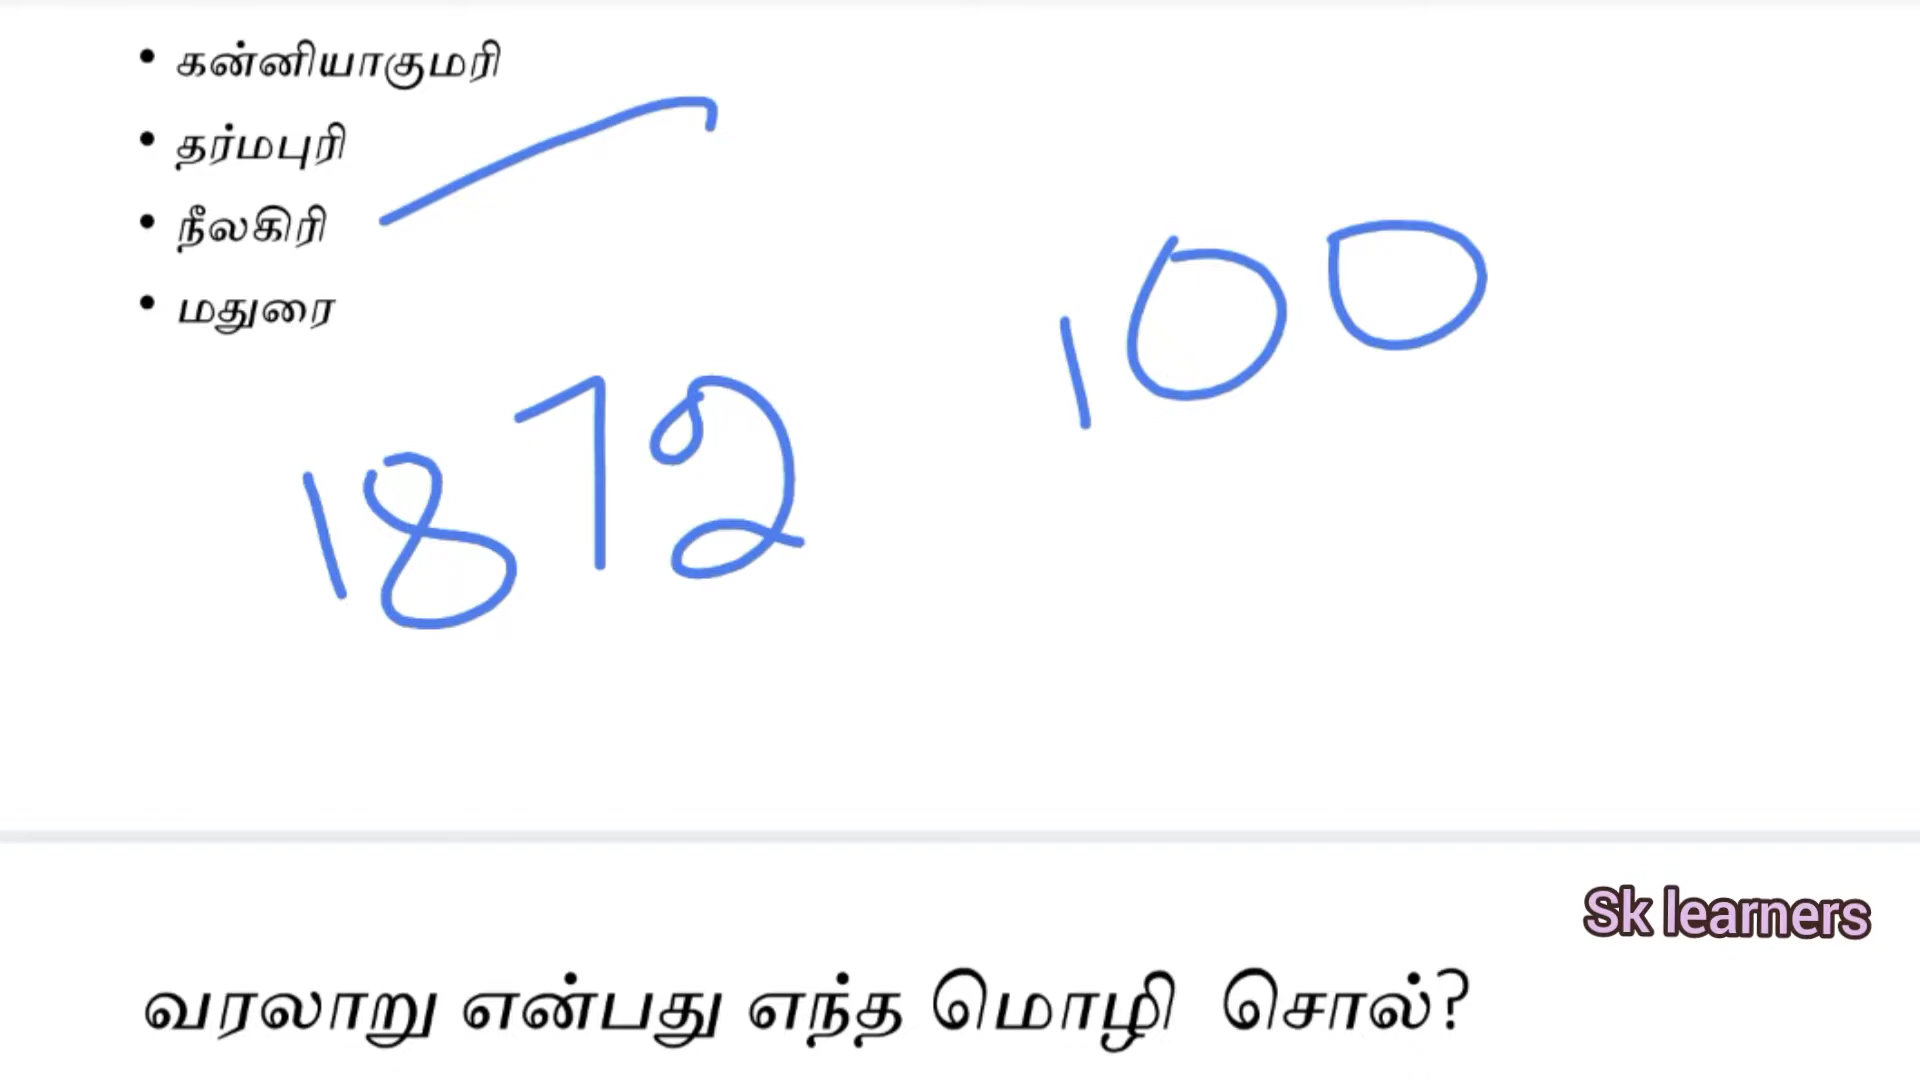 • கன்னியாகுமரி
• தர்மபுரி
• நீலகிரி
• மதுரை
100
1872
Sk learners
வரலாறு என்பது எந்த மொழி சொல்?